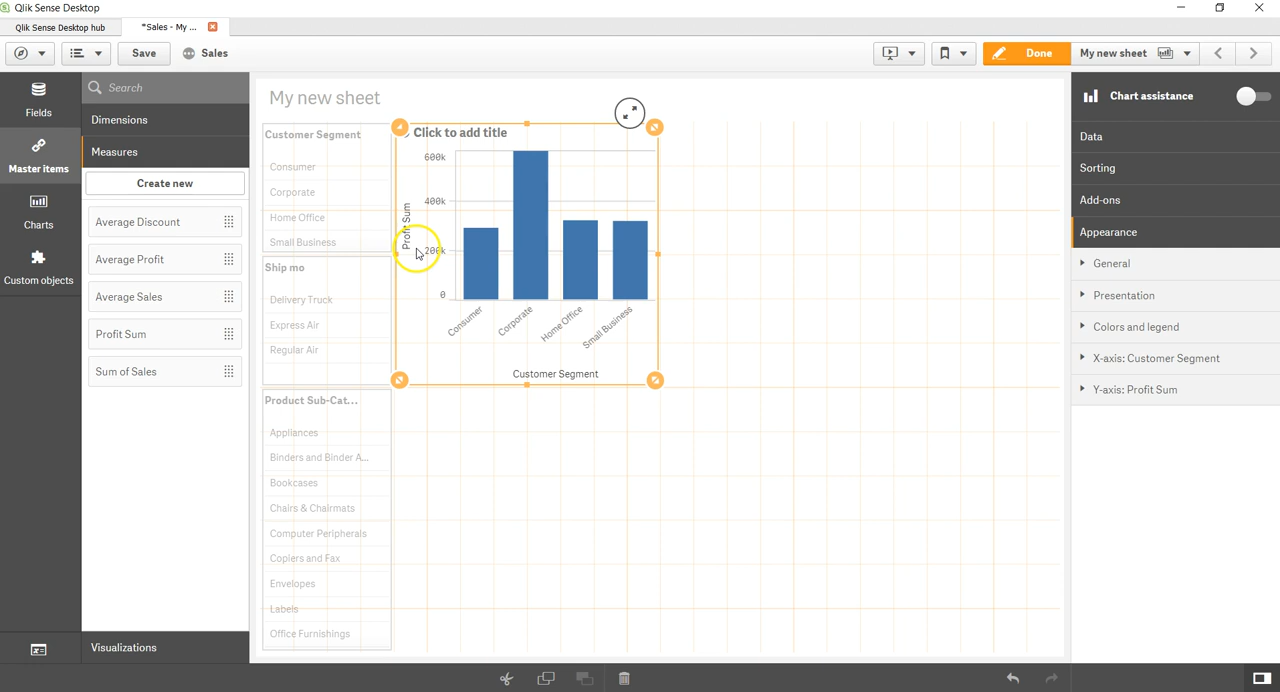 Qlik Sense Desktop
Qlik Sense Desktop hub
*Sales - My ...
Save
Sales
Done
My new sheet
Fields
Master items
Charts
Custom objects
Search
Dimensions
Measures
Create new
Average Discount
Average Profit
Average Sales
Profit Sum
Sum of Sales
Visualizations
My new sheet
Customer Segment
Consumer
Corporate
Home Office
Small Business
Ship mo
Delivery Truck
Express Air
Regular Air
Product Sub-Cat...
Appliances
Binders and Binder A...
Bookcases
Chairs & Chairmats
Computer Peripherals
Copiers and Fax
Envelopes
Labels
Office Furnishings
Click to add title
Profit Sum
600k
400k
200k
0
Consumer
Corporate
Home Office
Small Business
Customer Segment
Chart assistance
Data
Sorting
Add-ons
Appearance
General
Presentation
Colors and legend
X-axis: Customer Segment
Y-axis: Profit Sum